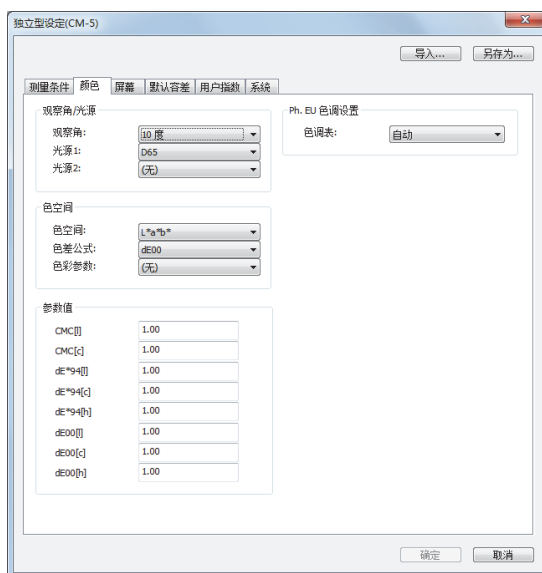 独立型设定(CM-5)
导入... 另存为...
测量条件 颜色 屏幕 默认容差 用户指数 系统
观察角/光源
观察角: 10 度
光源1: D65
光源2: (无)
Ph. EU 色调设置
色调表: 自动
色空间
色空间: L*a*b*
色差公式: dE00
色彩参数: (无)
参数值
CMC[l] 1.00
CMC[c] 1.00
dE*94[l] 1.00
dE*94[c] 1.00
dE*94[h] 1.00
dE00[l] 1.00
dE00[c] 1.00
dE00[h] 1.00
确定 取消